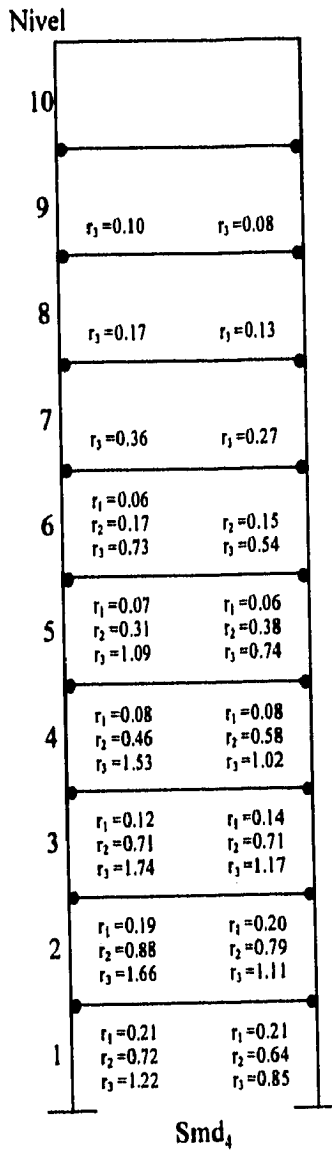 Nivel
10
9
r₃=0.10 r₃=0.08
8
r₃=0.17 r₃=0.13
7
r₃=0.36 r₃=0.27
6
r₁=0.06
r₂=0.17 r₂=0.15
r₃=0.73 r₃=0.54
5
r₁=0.07 r₁=0.06
r₂=0.31 r₂=0.38
r₃=1.09 r₃=0.74
4
r₁=0.08 r₁=0.08
r₂=0.46 r₂=0.58
r₃=1.53 r₃=1.02
3
r₁=0.12 r₁=0.14
r₂=0.71 r₂=0.71
r₃=1.74 r₃=1.17
2
r₁=0.19 r₁=0.20
r₂=0.88 r₂=0.79
r₃=1.66 r₃=1.11
1
r₁=0.21 r₁=0.21
r₂=0.72 r₂=0.64
r₃=1.22 r₃=0.85
Smd₄